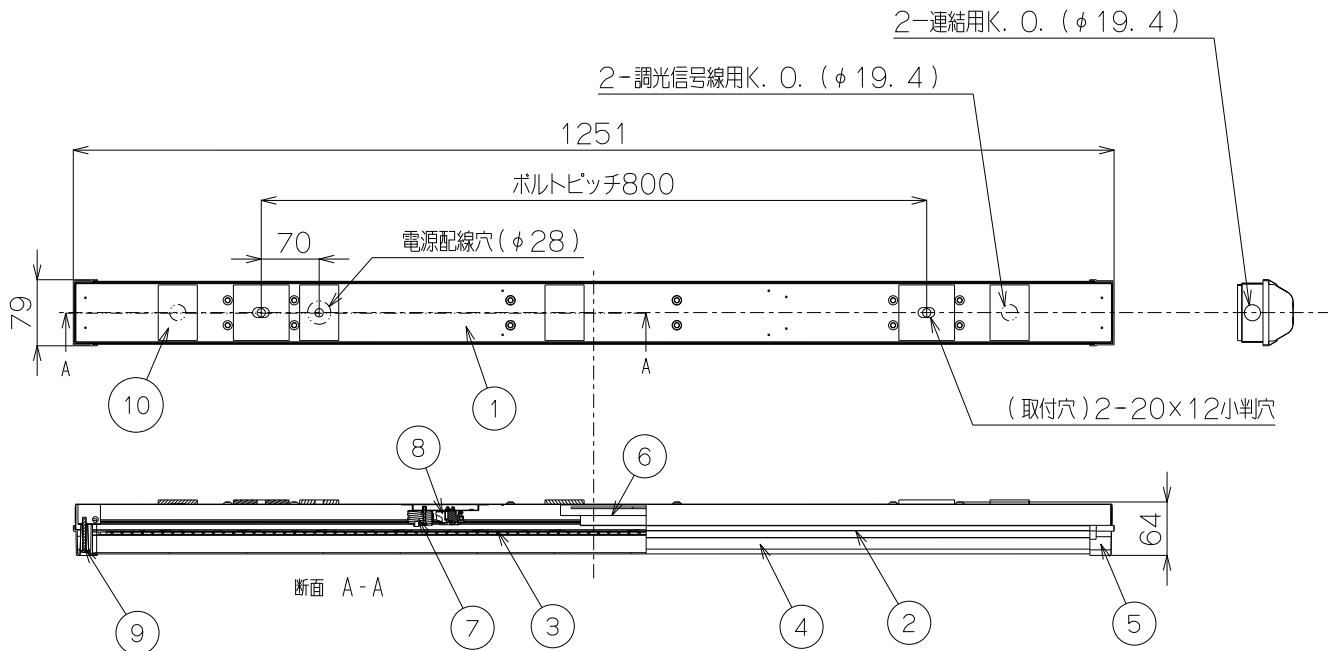 2-連結用K. O. (φ19. 4)
2-調光信号線用K. O. (φ19. 4)
1251
ボルトピッチ800
70
電源配線穴(φ28)
79
A
A
10
1
(取付穴)2-20×12小判穴
8
6
64
断面 A-A
9
7
3
4
2
5